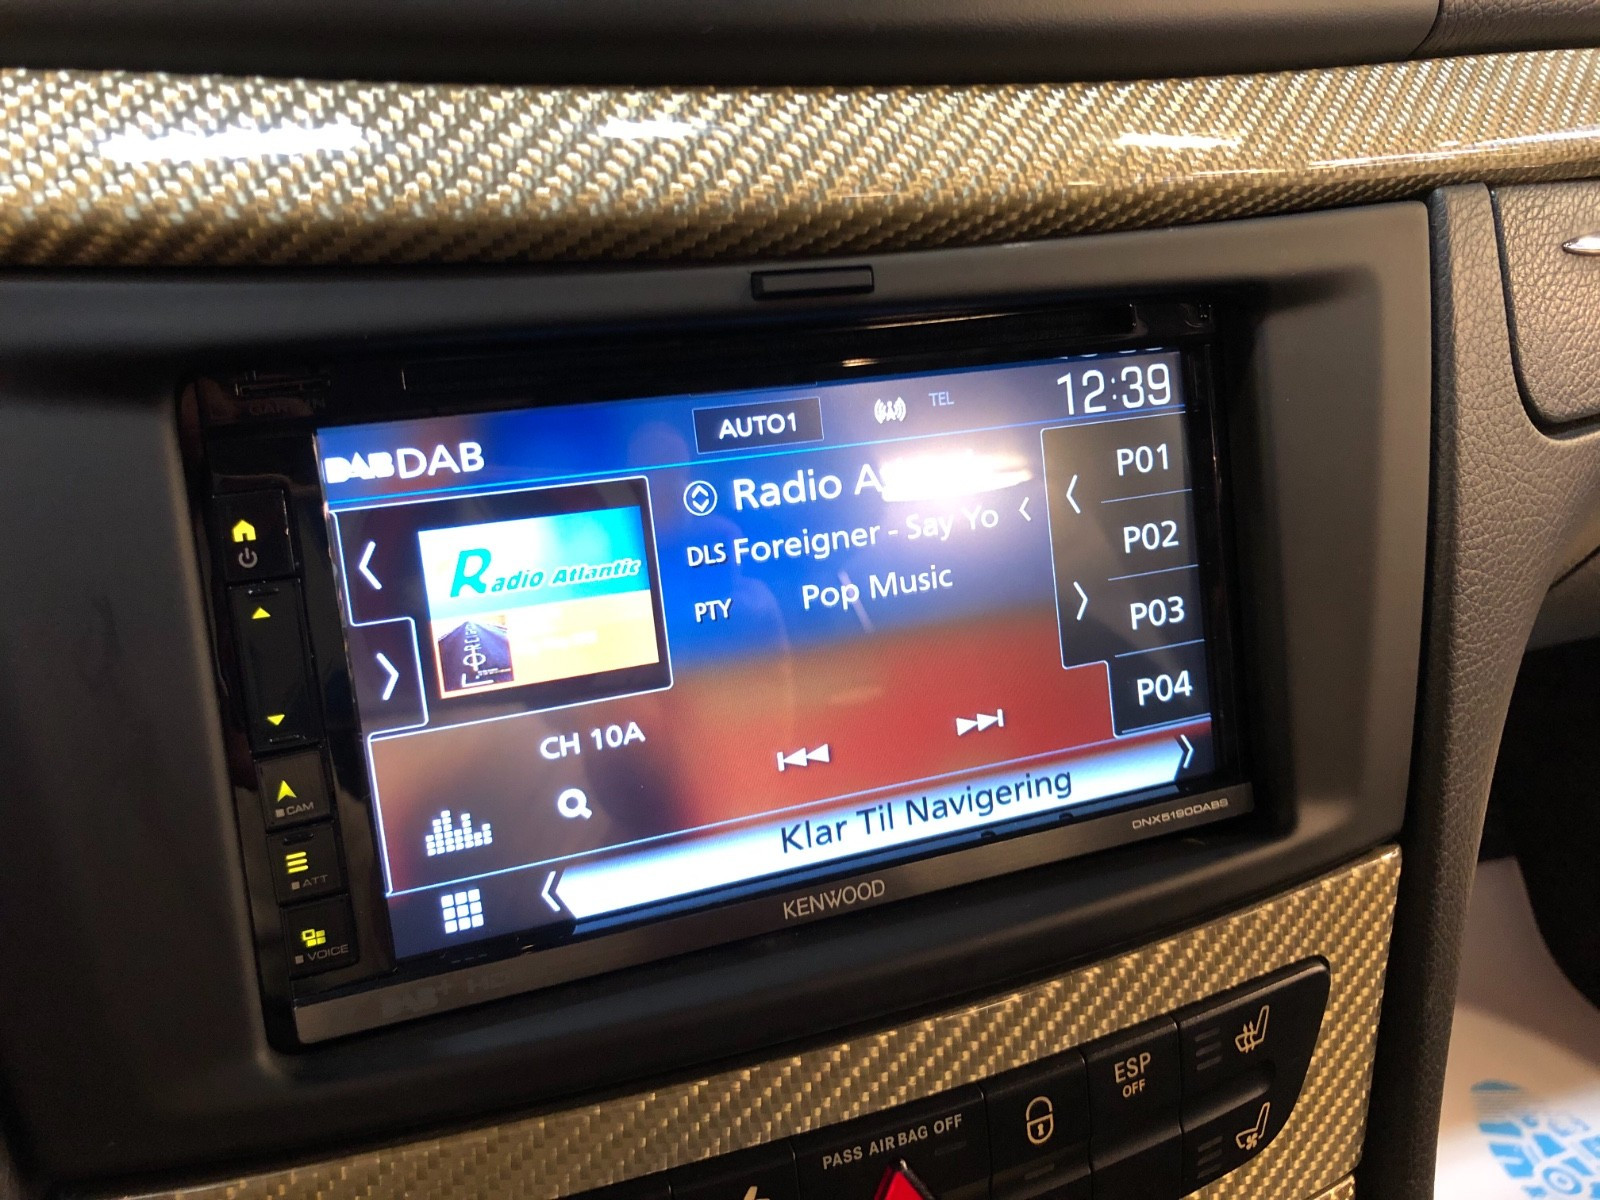 GARMIN
AUTO1
TEL
12:39
DAB DAB
Radio
P01
DLS Foreigner - Say Yo
P02
Radio Atlantic
PTY Pop Music
P03
P04
CH 10A
CAM
Klar Til Navigering
ATT
DNX5190DABS
KENWOOD
VOICE
ESP
OFF
PASS AIR BAG OFF